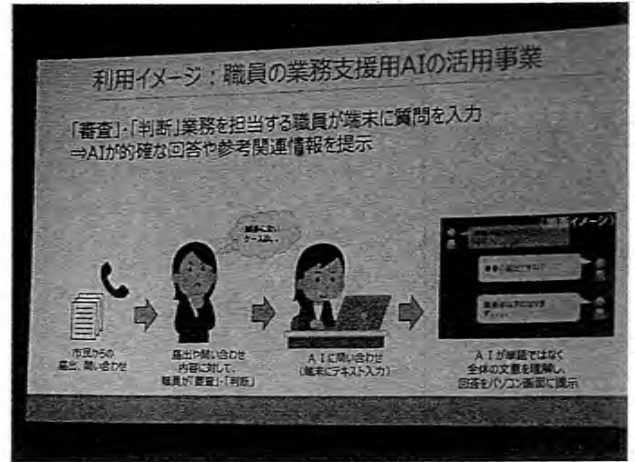 利用イメージ：職員の業務支援用AIの活用事業
「審査」・「判断」業務を担当する職員が端末に質問を入力
⇒AIが的確な回答や参考関連情報を提示
市民からの
届出、問い合わせ
届出や問い合わせ
内容に対して、
職員が「審査」・「判断」
ＡＩに問い合わせ
（端末にテキスト入力）
ＡＩが単語ではなく
全体の文意を理解し、
回答をパソコン画面に提示